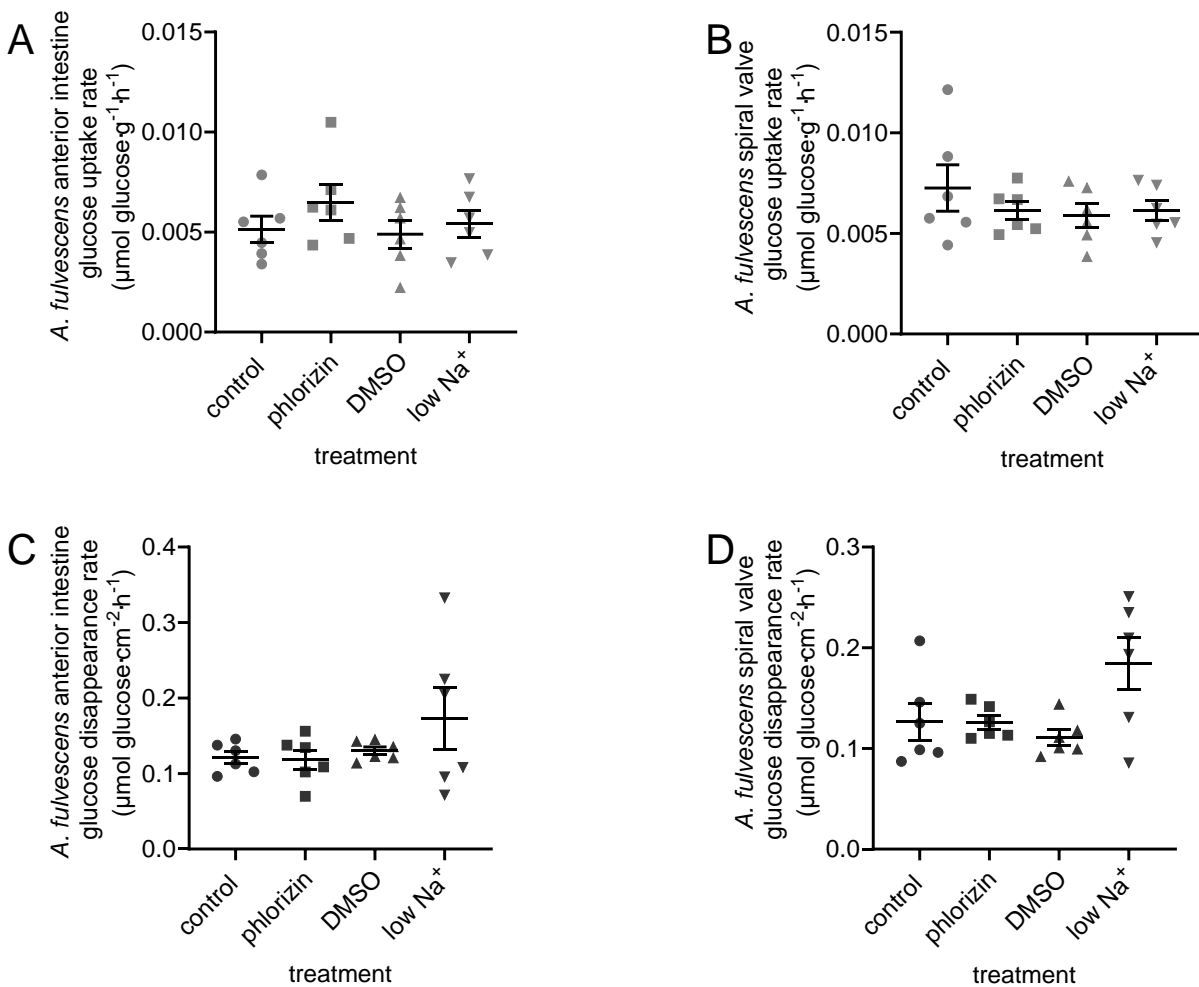 A
A. fulvescens anterior intestine
glucose uptake rate
(µmol glucose·g⁻¹·h⁻¹)
0.015
0.010
0.005
0.000
control
phlorizin
DMSO
low Na⁺
treatment
B
A. fulvescens spiral valve
glucose uptake rate
(µmol glucose·g⁻¹·h⁻¹)
0.015
0.010
0.005
0.000
control
phlorizin
DMSO
low Na⁺
treatment
C
A. fulvescens anterior intestine
glucose disappearance rate
(µmol glucose·cm⁻²·h⁻¹)
0.4
0.3
0.2
0.1
0.0
control
phlorizin
DMSO
low Na⁺
treatment
D
A. fulvescens spiral valve
glucose disappearance rate
(µmol glucose·cm⁻²·h⁻¹)
0.3
0.2
0.1
0.0
control
phlorizin
DMSO
low Na⁺
treatment